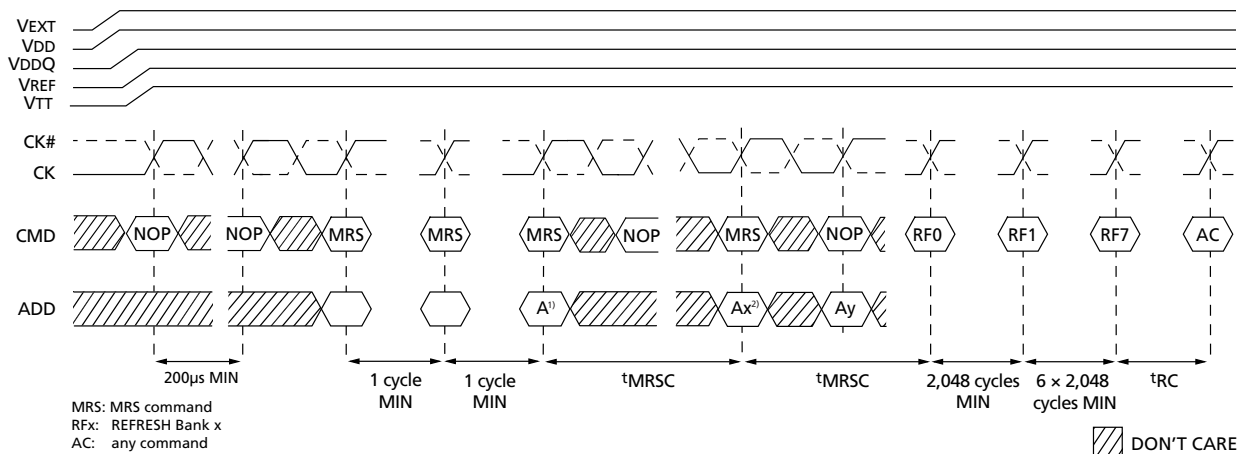 VEXT
VDD
VDDQ
VREF
VTT
CK#
CK
CMD NOP NOP MRS MRS MRS NOP MRS NOP RF0 RF1 RF7 AC
ADD A¹⁾ Ax²⁾ Ay
200µs MIN
1 cycle
MIN
1 cycle
MIN
tMRSC
tMRSC
2,048 cycles
MIN
6 × 2,048
cycles MIN
tRC
MRS: MRS command
RFx: REFRESH Bank x
AC: any command
DON'T CARE